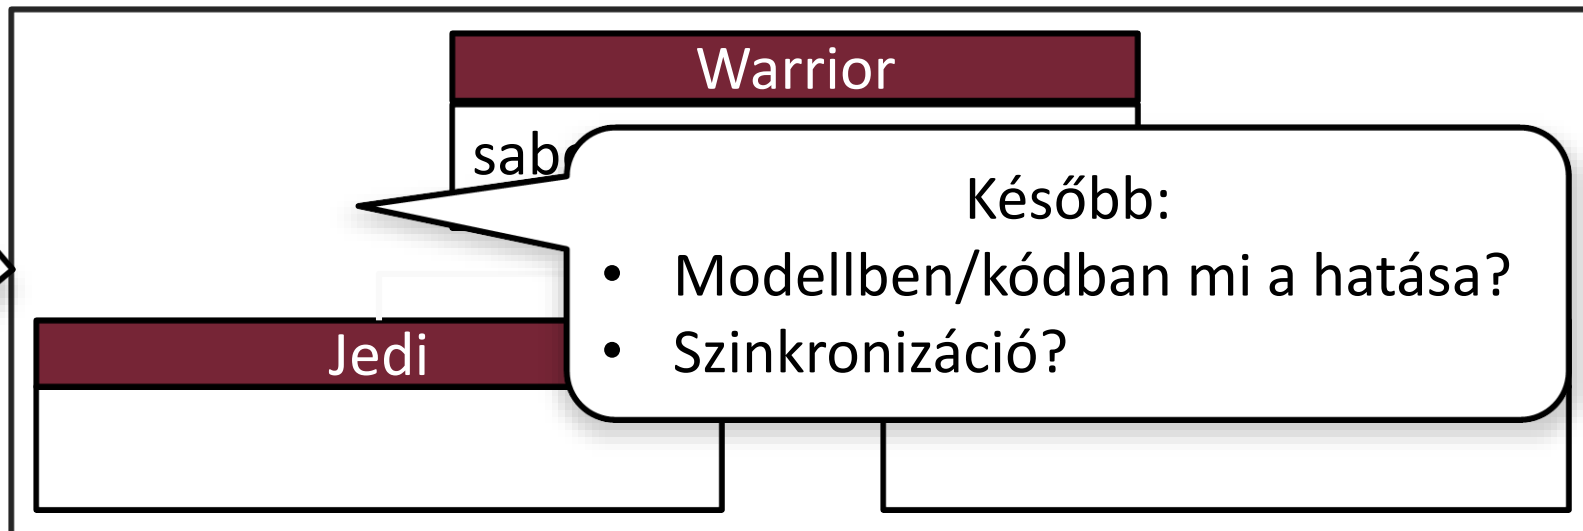 Warrior
Később:
• Modellben/kódban mi a hatása?
• Szinkronizáció?
Jedi